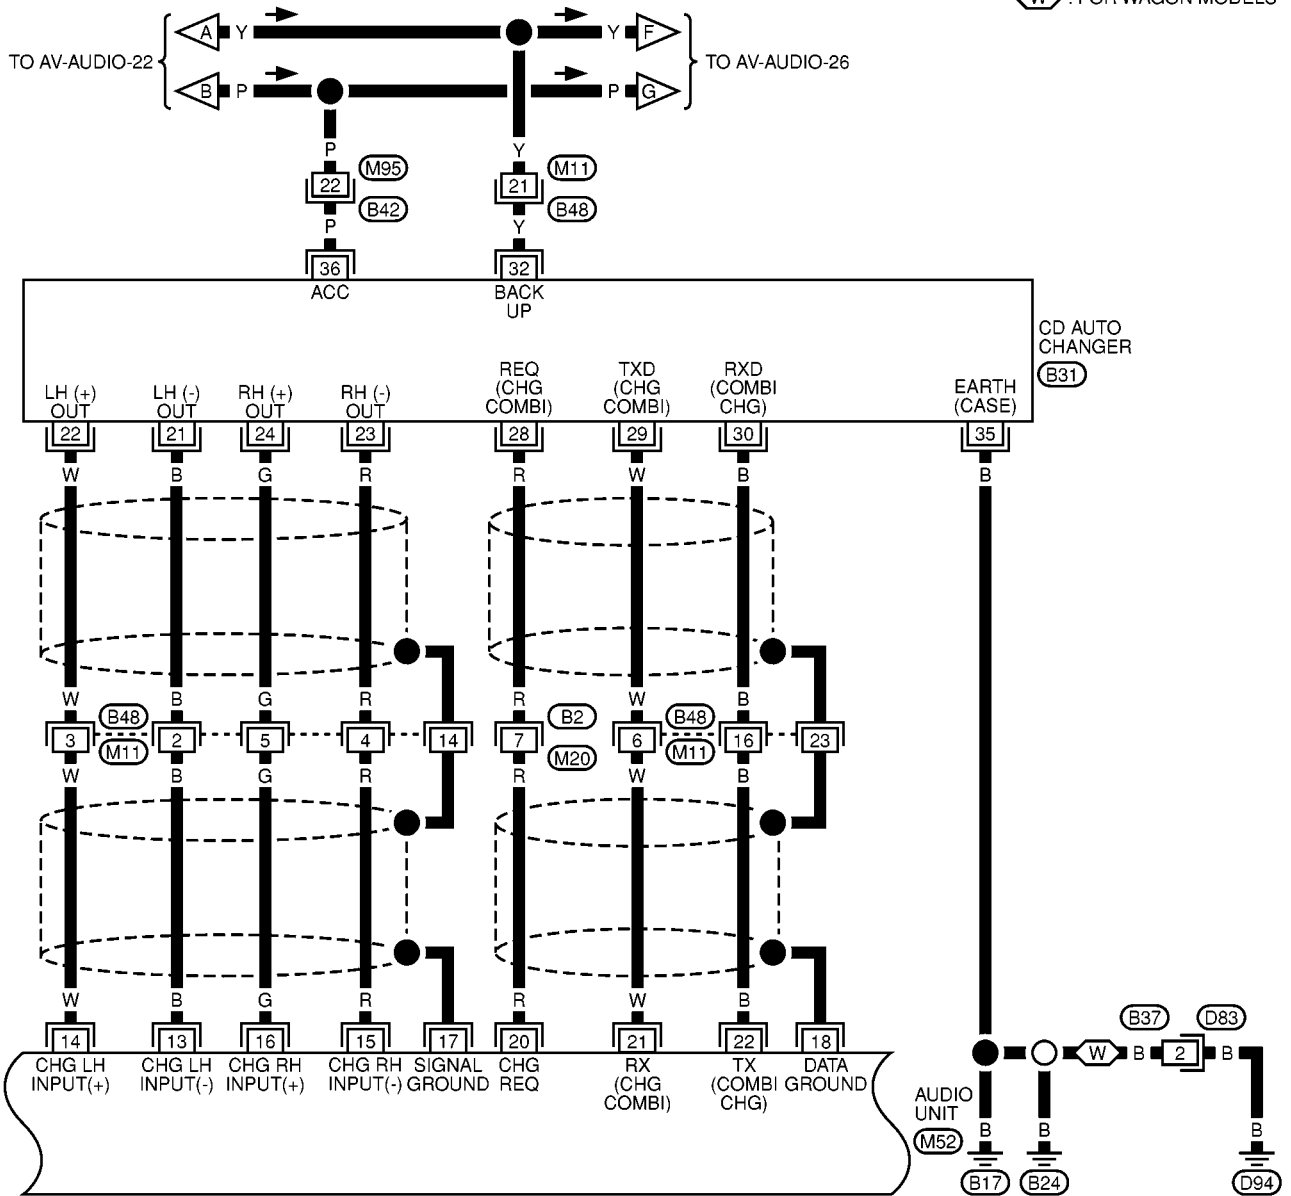 W : FOR WAGON MODELS
A Y Y F
TO AV-AUDIO-22 TO AV-AUDIO-26
B P P G
P Y
M95 M11
22 21
B42 B48
P Y
36 32
ACC BACK
UP
CD AUTO
CHANGER
B31
LH (+)
OUT
LH (-)
OUT
RH (+)
OUT
RH (-)
OUT
REQ
(CHG
COMBI)
TXD
(CHG
COMBI)
RXD
(COMBI
CHG)
EARTH
(CASE)
22 21 24 23 28 29 30 35
W B G R R W B B
W B G R R W B
B48 B2 B48
3 2 5 4 14 7 6 16 23
M11 M20 M11
W B G R R W B
W B G R R W B
14 13 16 15 17 20 21 22 18
CHG LH
INPUT(+)
CHG LH
INPUT(-)
CHG RH
INPUT(+)
CHG RH
INPUT(-)
SIGNAL
GROUND
CHG
REQ
RX
(CHG
COMBI)
TX
(COMBI
CHG)
DATA
GROUND
AUDIO
UNIT
M52
B37 D83
W B 2 B
B B B
B17 B24 D94